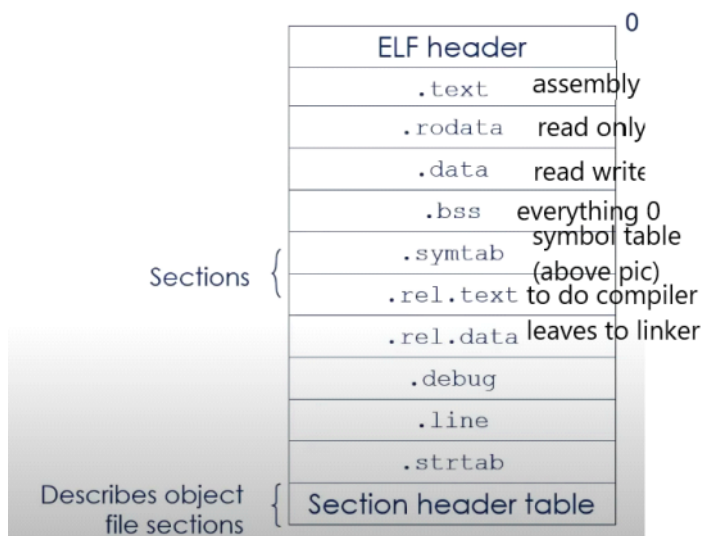 0
ELF header
.text assembly
.rodata read only
.data read write
.bss everything 0
.symtab symbol table
(above pic)
Sections
.rel.text to do compiler
.rel.data leaves to linker
.debug
.line
.strtab
Describes object
file sections
Section header table